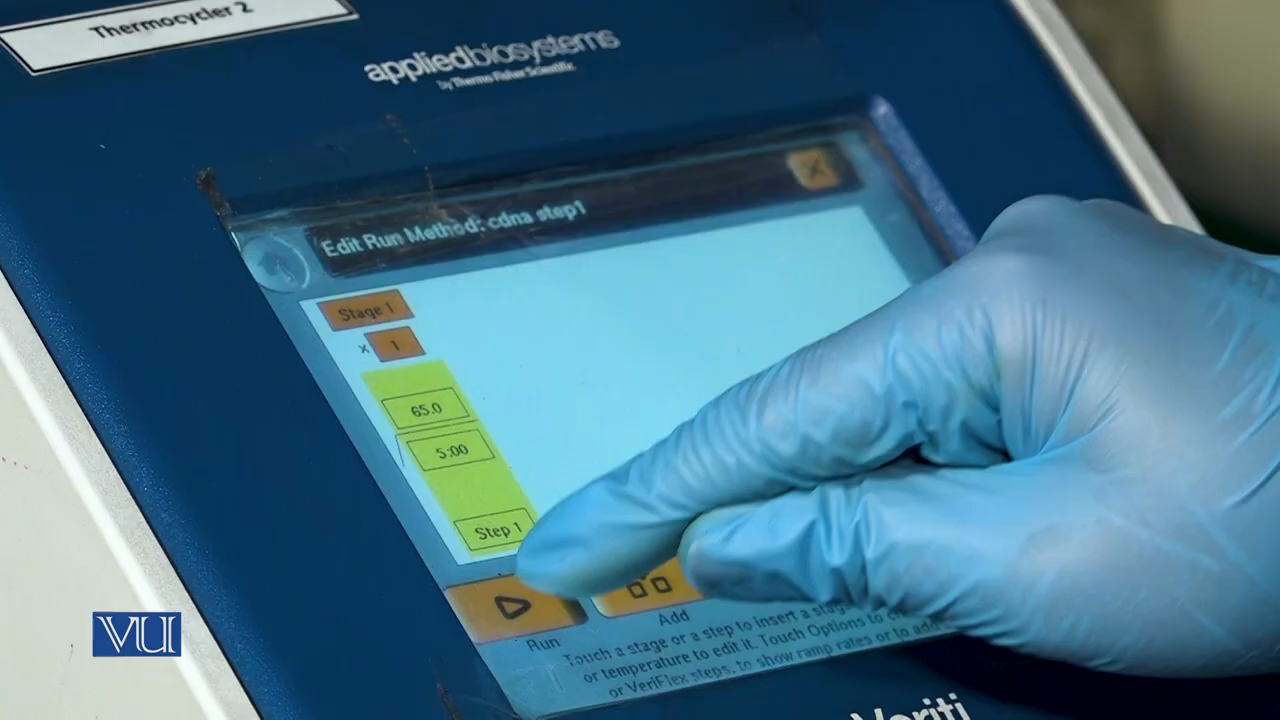 Thermocycler 2
appliedbiosystems
by Thermo Fisher Scientific
Edit Run Method: cdna step1
Stage 1
x 1
65.0
5:00
Step 1
Run
Add
Touch a stage or a step to insert a stage
or temperature to edit it. Touch Options to
or VeriFlex steps, to show ramp rates or to
VU
Veriti